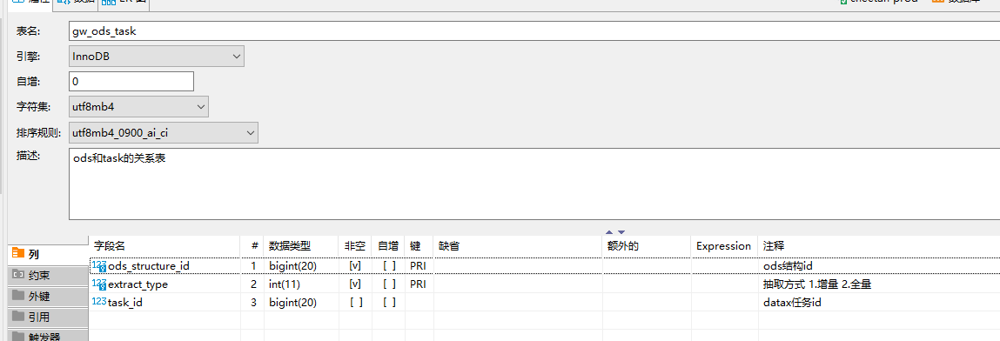 属性 数据 ER 图 cheetah-prod 数据库
表名: gw_ods_task
引擎: InnoDB
自增: 0
字符集: utf8mb4
排序规则: utf8mb4_0900_ai_ci
描述: ods和task的关系表
字段名 # 数据类型 非空 自增 键 缺省 额外的 Expression 注释
列
123 ods_structure_id 1 bigint(20) [v] [ ] PRI ods结构id
约束
123 extract_type 2 int(11) [v] [ ] PRI 抽取方式 1.增量 2.全量
外键
123 task_id 3 bigint(20) [ ] [ ] datax任务id
引用
触发器